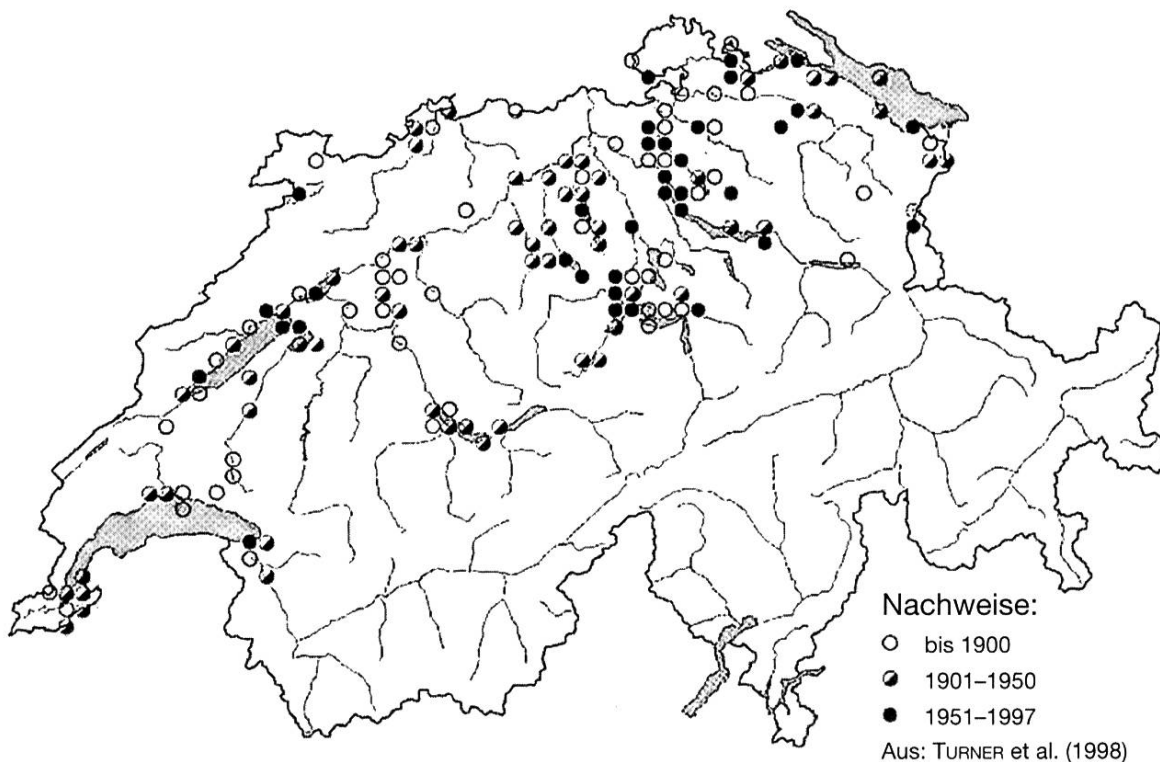 Nachweise:
bis 1900
1901–1950
1951–1997
Aus: TURNER et al. (1998)